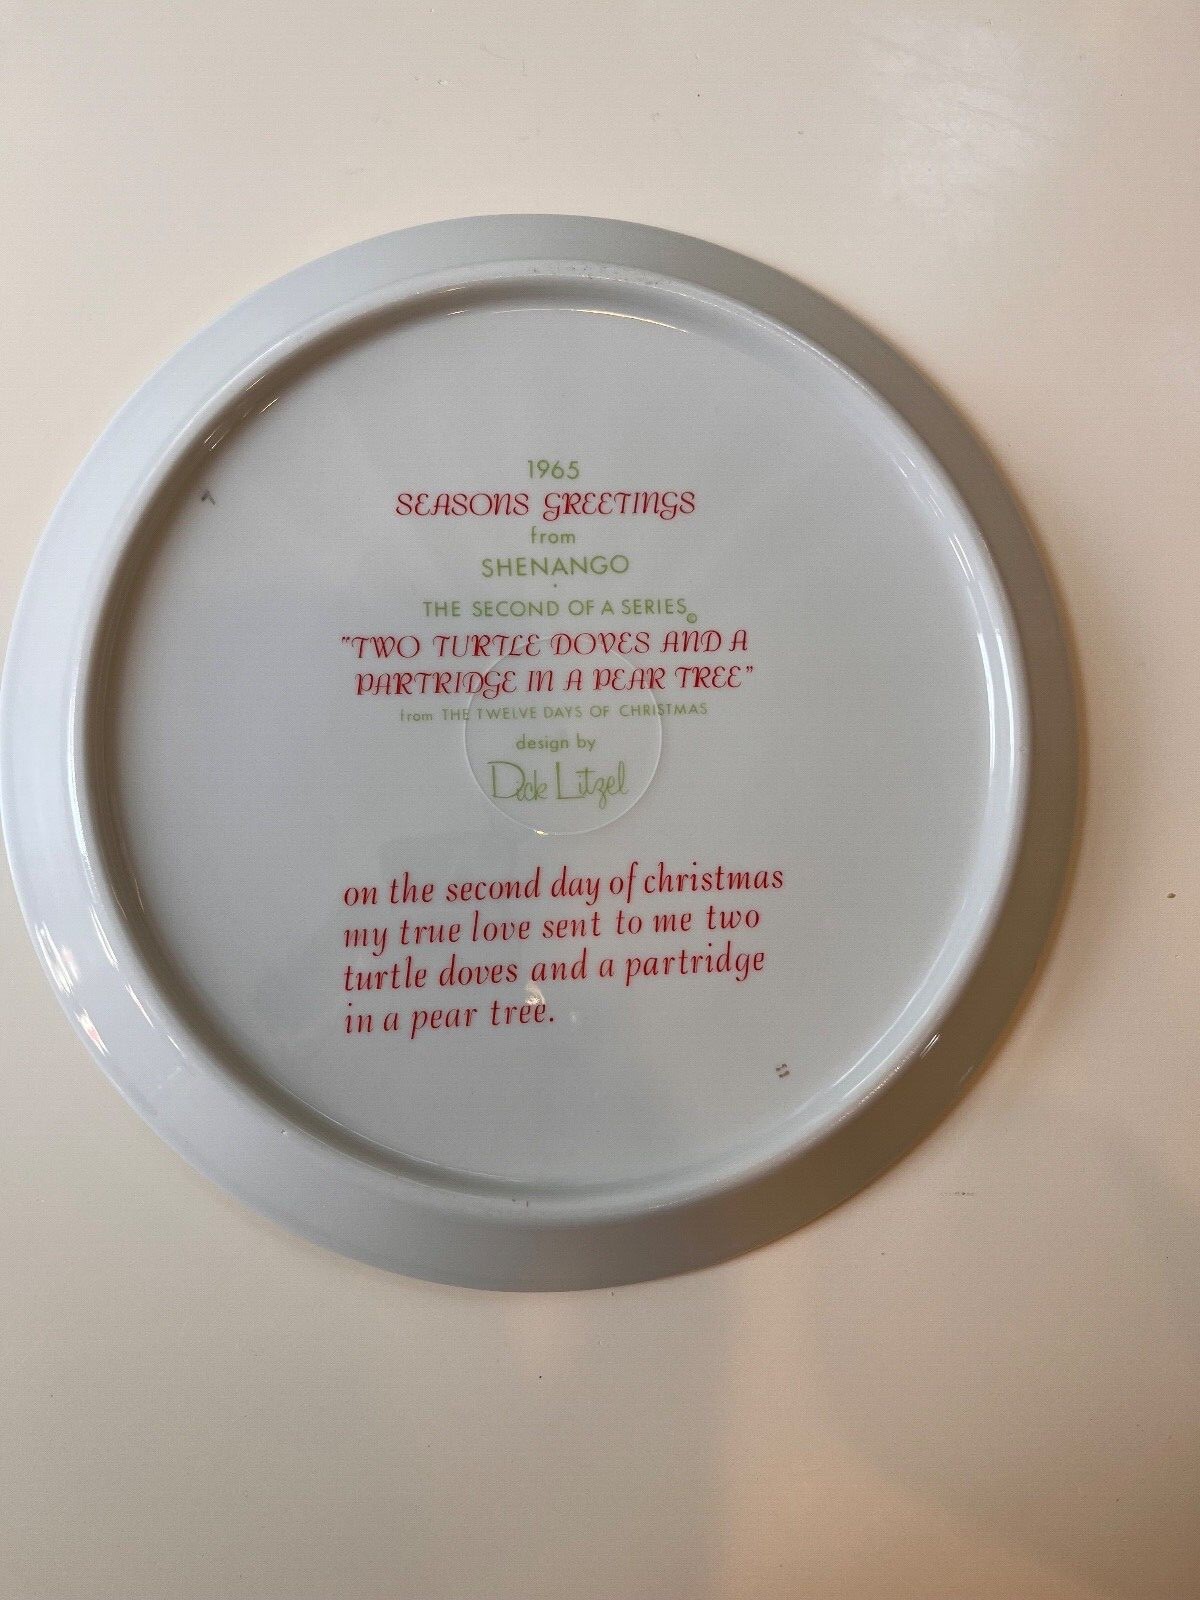 1965
SEASONS GREETINGS
from
SHENANGO
THE SECOND OF A SERIES©
"TWO TURTLE DOVES AND A
PARTRIDGE IN A PEAR TREE"
from THE TWELVE DAYS OF CHRISTMAS
design by
Dick Litzel
on the second day of christmas
my true love sent to me two
turtle doves and a partridge
in a pear tree.